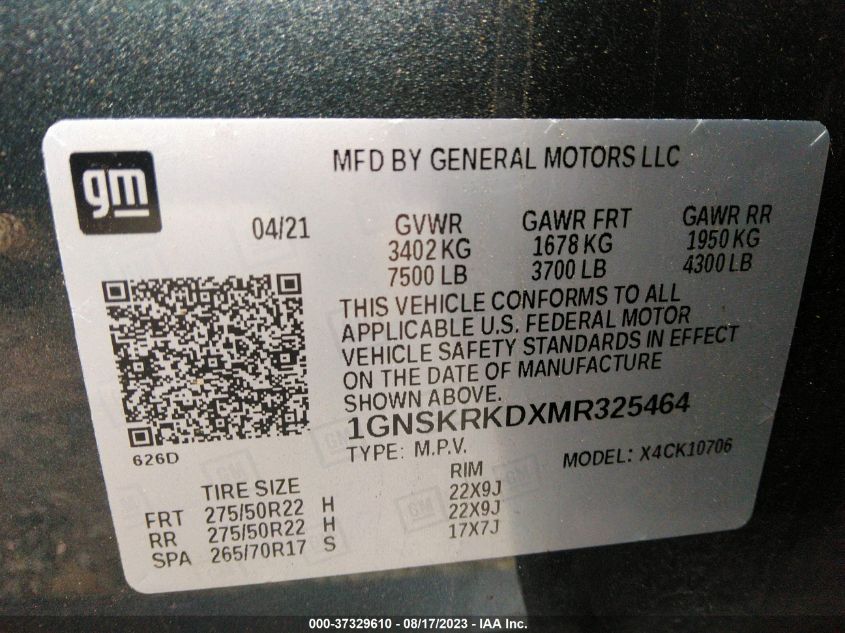 gm
MFD BY GENERAL MOTORS LLC
04/21
GVWR GAWR FRT GAWR RR
3402 KG 1678 KG 1950 KG
7500 LB 3700 LB 4300 LB
THIS VEHICLE CONFORMS TO ALL
APPLICABLE U.S. FEDERAL MOTOR
VEHICLE SAFETY STANDARDS IN EFFECT
ON THE DATE OF MANUFACTURE
SHOWN ABOVE.
1GNSKRKDXMR325464
626D
TYPE: M.P.V. MODEL: X4CK10706
TIRE SIZE RIM
FRT 275/50R22 H 22X9J
RR 275/50R22 H 22X9J
SPA 265/70R17 S 17X7J
000-37329610 - 08/17/2023 - © IAA Inc.